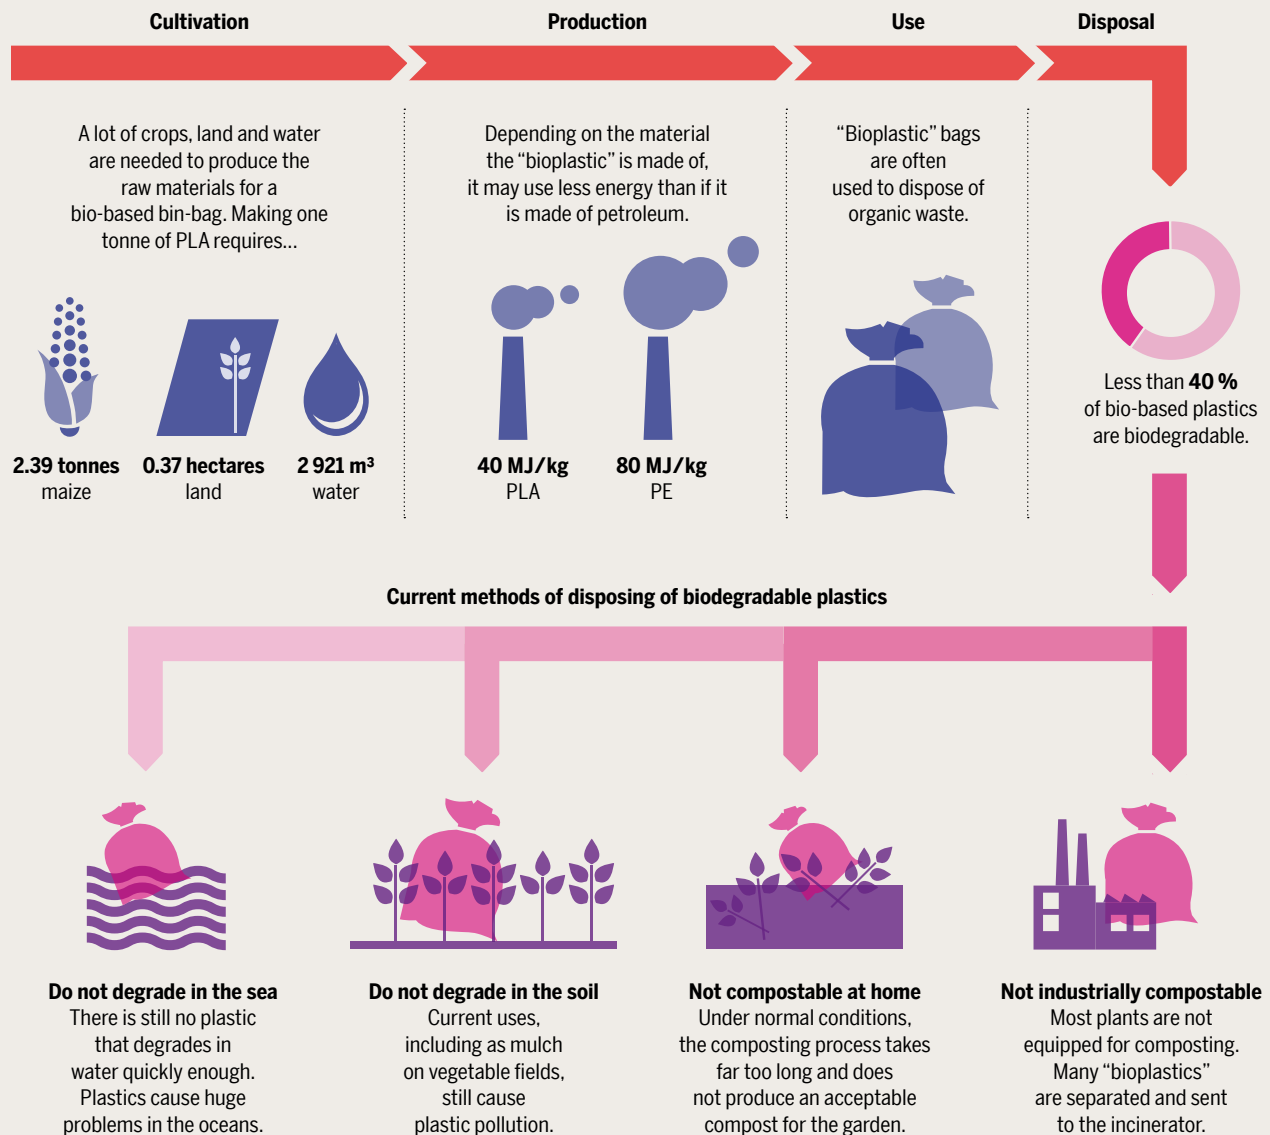 Cultivation
Production
Use
Disposal
A lot of crops, land and water
are needed to produce the
raw materials for a
bio-based bin-bag. Making one
tonne of PLA requires...
2.39 tonnes
maize
0.37 hectares
land
2 921 m³
water
Depending on the material
the “bioplastic” is made of,
it may use less energy than if it
is made of petroleum.
40 MJ/kg
PLA
80 MJ/kg
PE
“Bioplastic” bags
are often
used to dispose of
organic waste.
Less than 40 %
of bio-based plastics
are biodegradable.
Current methods of disposing of biodegradable plastics
Do not degrade in the sea
There is still no plastic
that degrades in
water quickly enough.
Plastics cause huge
problems in the oceans.
Do not degrade in the soil
Current uses,
including as mulch
on vegetable fields,
still cause
plastic pollution.
Not compostable at home
Under normal conditions,
the composting process takes
far too long and does
not produce an acceptable
compost for the garden.
Not industrially compostable
Most plants are not
equipped for composting.
Many “bioplastics”
are separated and sent
to the incinerator.